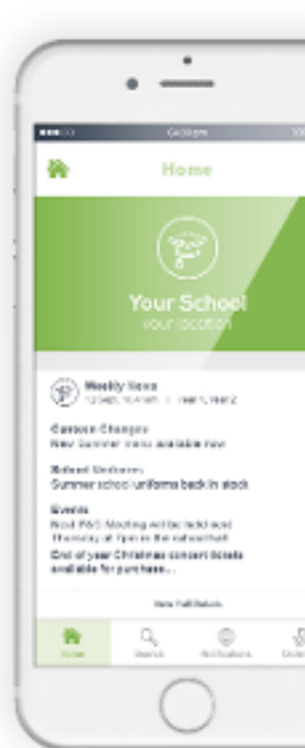 Home
Your School
your location
Weekly News
Canteen Changes
New Summer menu available now
School Uniforms
Summer school uniforms back in stock
Events
Next P&S Meeting will be held next
Thursday at 7pm in the school hall
End of year Christmas concert tickets
available for purchase...
View Full Details
Home
Search
Notifications